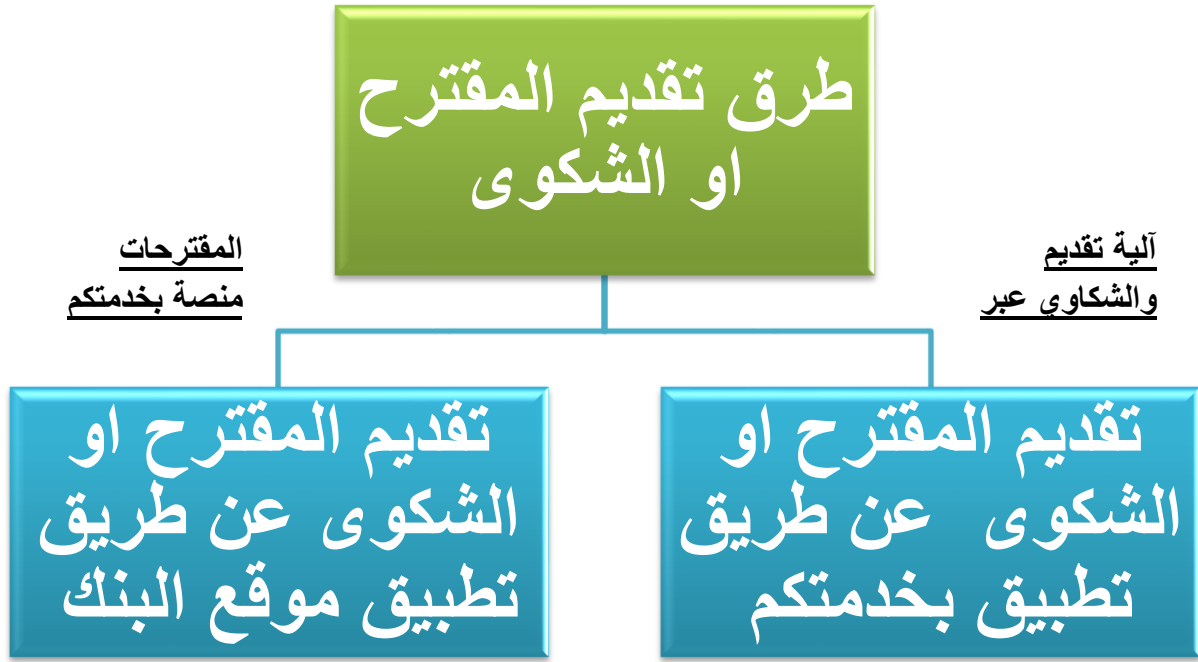 طرق تقديم المقترح
او الشكوى
آلية تقديم
والشكاوي عبر
المقترحات
منصة بخدمتكم
تقديم المقترح او
الشكوى عن طريق
تطبيق بخدمتكم
تقديم المقترح او
الشكوى عن طريق
تطبيق موقع البنك